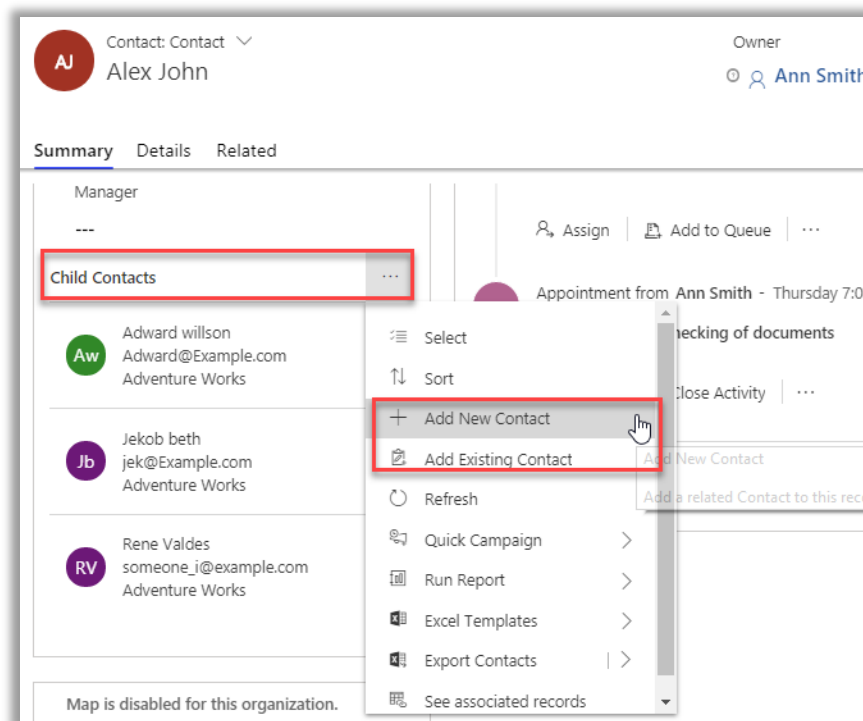 AJ
Contact: Contact
Alex John
Owner
Ann Smith
Summary Details Related
Manager
---
Assign Add to Queue ...
Child Contacts ...
Appointment from Ann Smith - Thursday 7:0
Adward willson
Aw
Adward@Example.com
Adventure Works
Select
hecking of documents
Sort
Close Activity ...
Add New Contact
Jekob beth
Jb
jek@Example.com
Adventure Works
Add Existing Contact
Add New Contact
Add a related Contact to this reco
Refresh
Rene Valdes
RV
someone_i@example.com
Adventure Works
Quick Campaign
Run Report
Excel Templates
Export Contacts
See associated records
Map is disabled for this organization.